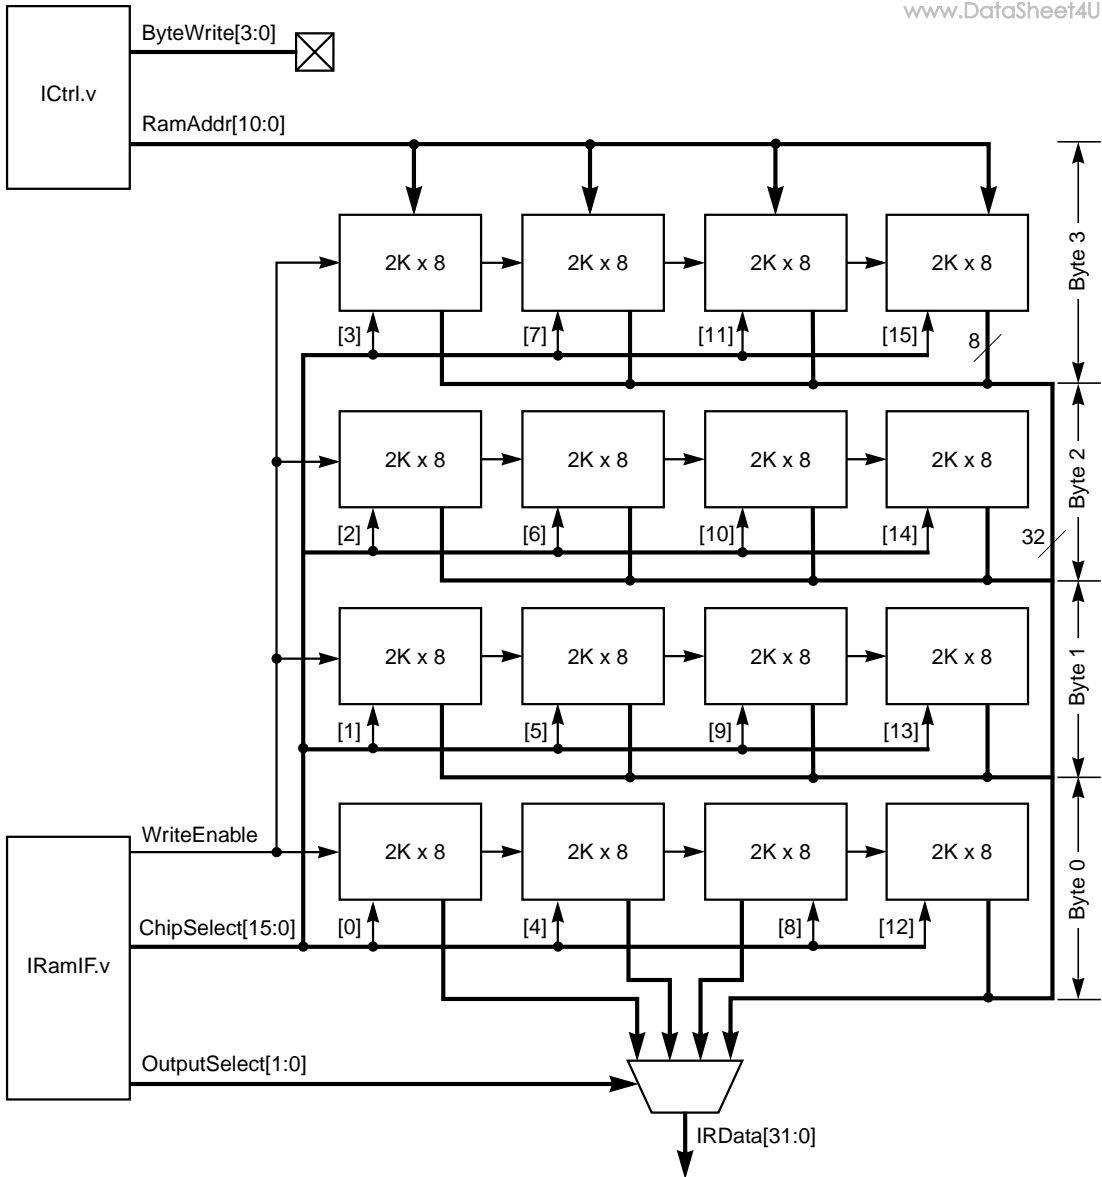 www.DataSheet4U
ByteWrite[3:0]
ICtrl.v
RamAddr[10:0]
2K x 8 2K x 8 2K x 8 2K x 8
Byte 3
[3] [7] [11] [15] 8
2K x 8 2K x 8 2K x 8 2K x 8
Byte 2
[2] [6] [10] [14] 32
2K x 8 2K x 8 2K x 8 2K x 8
Byte 1
[1] [5] [9] [13]
WriteEnable
2K x 8 2K x 8 2K x 8 2K x 8
Byte 0
ChipSelect[15:0] [0] [4] [8] [12]
IRamIF.v
OutputSelect[1:0]
IRData[31:0]